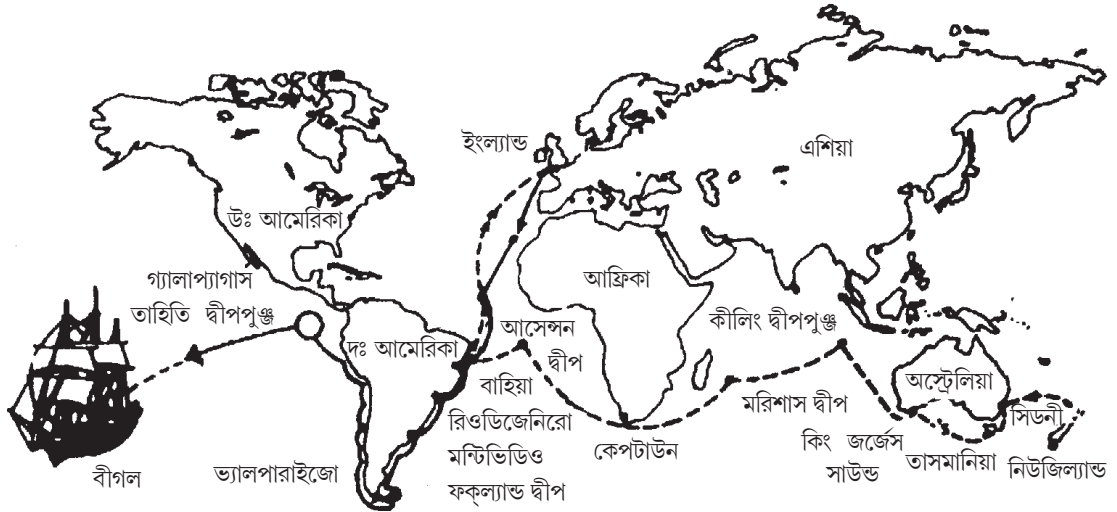 ইংল্যান্ড
এশিয়া
উঃ আমেরিকা
গ্যালাপ্যাগাস
তাহিতি দ্বীপপুঞ্জ
আফ্রিকা
কীলিং দ্বীপপুঞ্জ
আসেন্সন
দ্বীপ
দঃ আমেরিকা
বাহিয়া
রিওডিজেনিরো
মন্টিভিডিও
ফক্ল্যান্ড দ্বীপ
অস্ট্রেলিয়া
মরিশাস দ্বীপ
সিডনী
কেপটাউন
কিং জর্জেস
সাউন্ড
তাসমানিয়া
নিউজিল্যান্ড
ভ্যালপারাইজো
বীগল